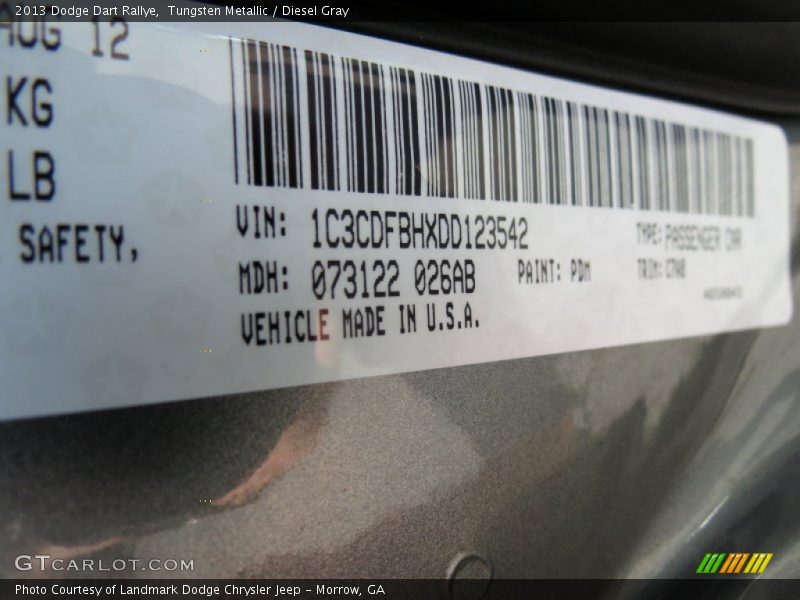 2013 Dodge Dart Rallye,  Tungsten Metallic / Diesel Gray
AUG 12
KG
LB
SAFETY,
VIN: 1C3CDFBHXDD123542
TYPE: PASSENGER CAR
MDH: 073122 026AB
PAINT: PDM
TRIM:
VEHICLE MADE IN U.S.A.
GTCARLOT.COM
Photo Courtesy of Landmark Dodge Chrysler Jeep – Morrow, GA